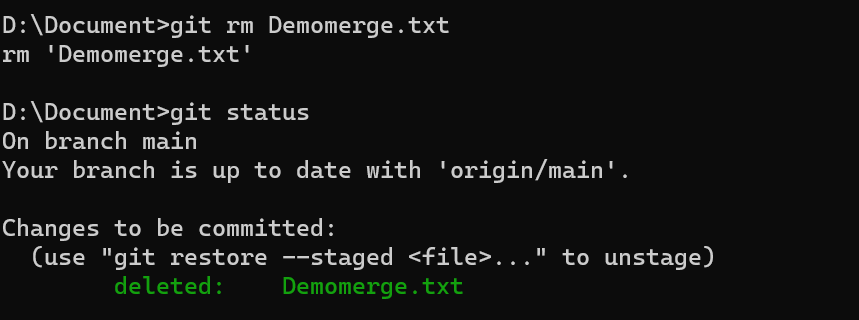 D:\Document>git rm Demomerge.txt
rm 'Demomerge.txt'
D:\Document>git status
On branch main
Your branch is up to date with 'origin/main'.
Changes to be committed:
  (use "git restore --staged <file>..." to unstage)
        deleted:    Demomerge.txt